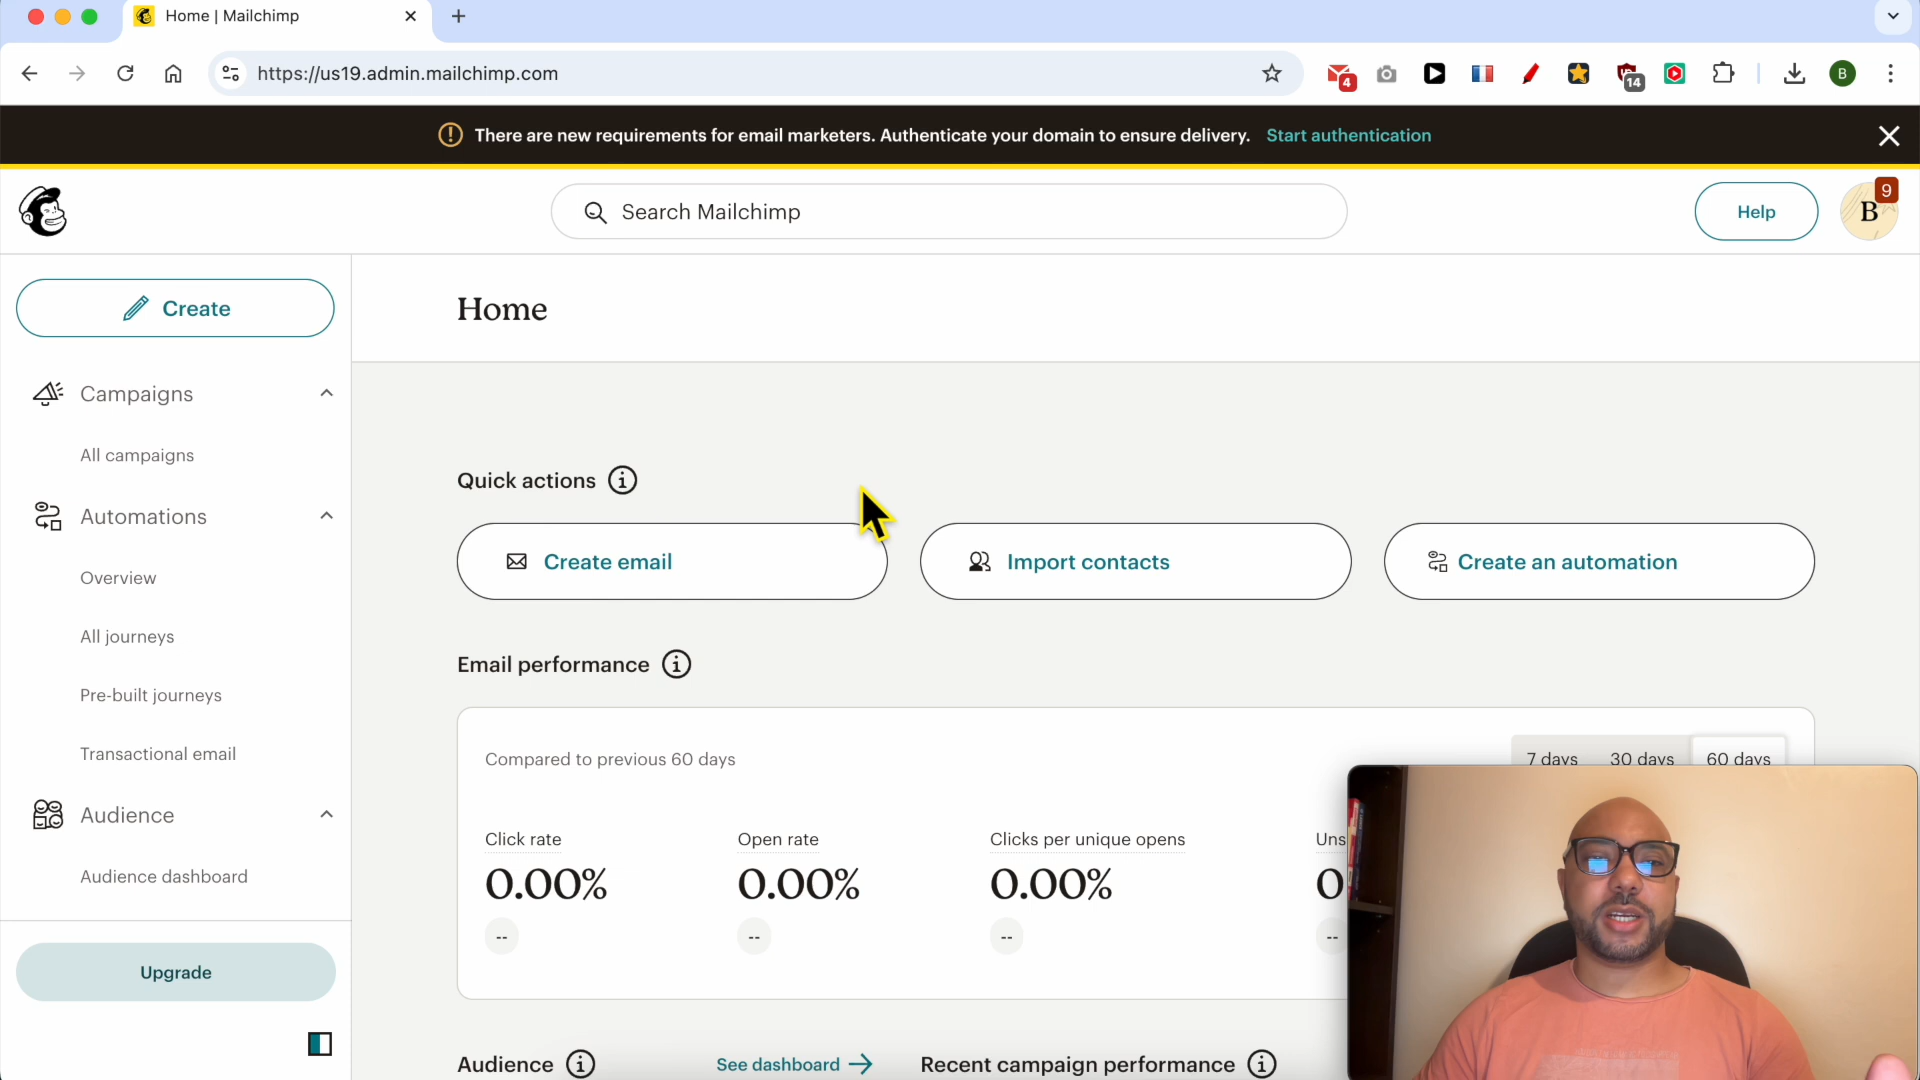 Home | Mailchimp
https://us19.admin.mailchimp.com
4
14
B
There are new requirements for email marketers. Authenticate your domain to ensure delivery. Start authentication
Search Mailchimp
Help
B
9
Create
Home
Campaigns
All campaigns
Automations
Overview
All journeys
Pre-built journeys
Transactional email
Audience
Audience dashboard
Upgrade
Quick actions
Create email
Import contacts
Create an automation
Email performance
Compared to previous 60 days
7 days
30 days
60 days
Click rate
Open rate
Clicks per unique opens
Uns
0.00%
0.00%
0.00%
0
--
--
--
--
Audience
See dashboard
Recent campaign performance